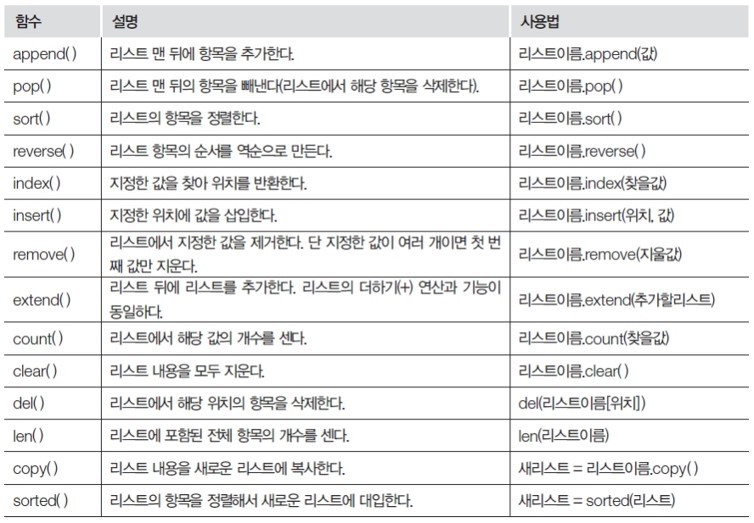 함수 설명 사용법
append( ) 리스트 맨 뒤에 항목을 추가한다. 리스트이름.append(값)
pop( ) 리스트 맨 뒤의 항목을 빼낸다(리스트에서 해당 항목을 삭제한다). 리스트이름.pop( )
sort( ) 리스트의 항목을 정렬한다. 리스트이름.sort( )
reverse( ) 리스트 항목의 순서를 역순으로 만든다. 리스트이름.reverse( )
index( ) 지정한 값을 찾아 위치를 반환한다. 리스트이름.index(찾을값)
insert( ) 지정한 위치에 값을 삽입한다. 리스트이름.insert(위치, 값)
remove( ) 리스트에서 지정한 값을 제거한다. 단 지정한 값이 여러 개이면 첫 번
째 값만 지운다. 리스트이름.remove(지울값)
extend( ) 리스트 뒤에 리스트를 추가한다. 리스트의 더하기(+) 연산과 기능이
동일하다. 리스트이름.extend(추가할리스트)
count( ) 리스트에서 해당 값의 개수를 센다. 리스트이름.count(찾을값)
clear( ) 리스트 내용을 모두 지운다. 리스트이름.clear( )
del( ) 리스트에서 해당 위치의 항목을 삭제한다. del(리스트이름[위치])
len( ) 리스트에 포함된 전체 항목의 개수를 센다. len(리스트이름)
copy( ) 리스트 내용을 새로운 리스트에 복사한다. 새리스트 = 리스트이름.copy( )
sorted( ) 리스트의 항목을 정렬해서 새로운 리스트에 대입한다. 새리스트 = sorted(리스트)